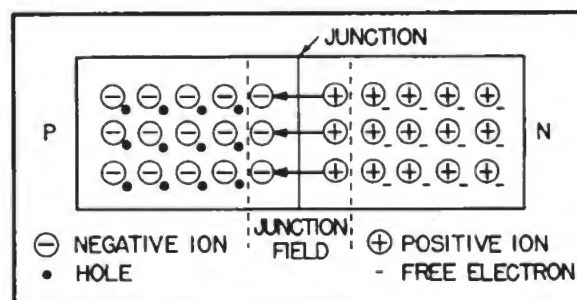 JUNCTION
P
N
JUNCTION
FIELD
⊖ NEGATIVE ION
• HOLE
⊕ POSITIVE ION
- FREE ELECTRON